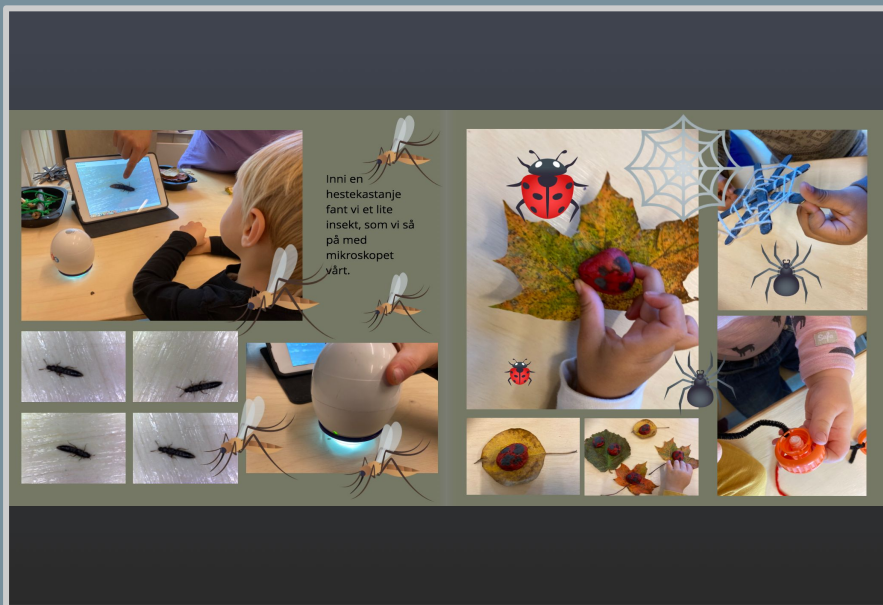 Inni en
hestekastanje
fant vi et lite
insekt, som vi så
på med
mikroskopet
vårt.